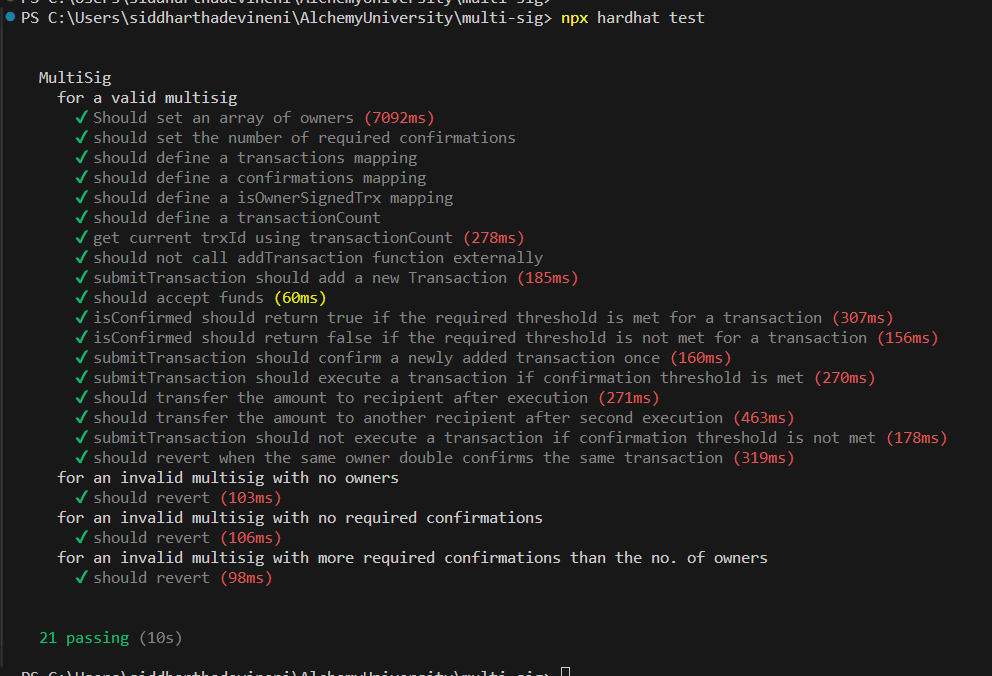 PS C:\Users\siddharthadevineni\AlchemyUniversity\multi-sig>
PS C:\Users\siddharthadevineni\AlchemyUniversity\multi-sig> npx hardhat test
MultiSig
for a valid multisig
✓ Should set an array of owners (7092ms)
✓ should set the number of required confirmations
✓ should define a transactions mapping
✓ should define a confirmations mapping
✓ should define a isOwnerSignedTrx mapping
✓ should define a transactionCount
✓ get current trxId using transactionCount (278ms)
✓ should not call addTransaction function externally
✓ submitTransaction should add a new Transaction (185ms)
✓ should accept funds (60ms)
✓ isConfirmed should return true if the required threshold is met for a transaction (307ms)
✓ isConfirmed should return false if the required threshold is not met for a transaction (156ms)
✓ submitTransaction should confirm a newly added transaction once (160ms)
✓ submitTransaction should execute a transaction if confirmation threshold is met (270ms)
✓ should transfer the amount to recipient after execution (271ms)
✓ should transfer the amount to another recipient after second execution (463ms)
✓ submitTransaction should not execute a transaction if confirmation threshold is not met (178ms)
✓ should revert when the same owner double confirms the same transaction (319ms)
for an invalid multisig with no owners
✓ should revert (103ms)
for an invalid multisig with no required confirmations
✓ should revert (106ms)
for an invalid multisig with more required confirmations than the no. of owners
✓ should revert (98ms)
21 passing (10s)
PS C:\Users\siddharthadevineni\AlchemyUniversity\multi-sig>